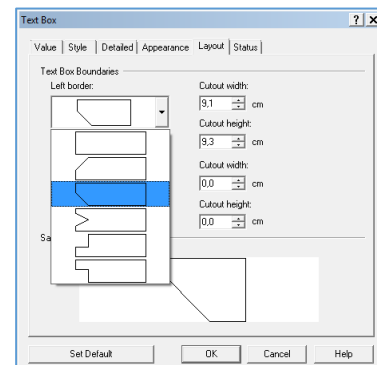 Text Box ? ×
Value Style Detailed Appearance Layout Status
Text Box Boundaries
Left border:
Cutout width:
9,1 cm
Cutout height:
9,3 cm
Cutout width:
0,0 cm
Cutout height:
0,0 cm
Sa
Set Default OK Cancel Help